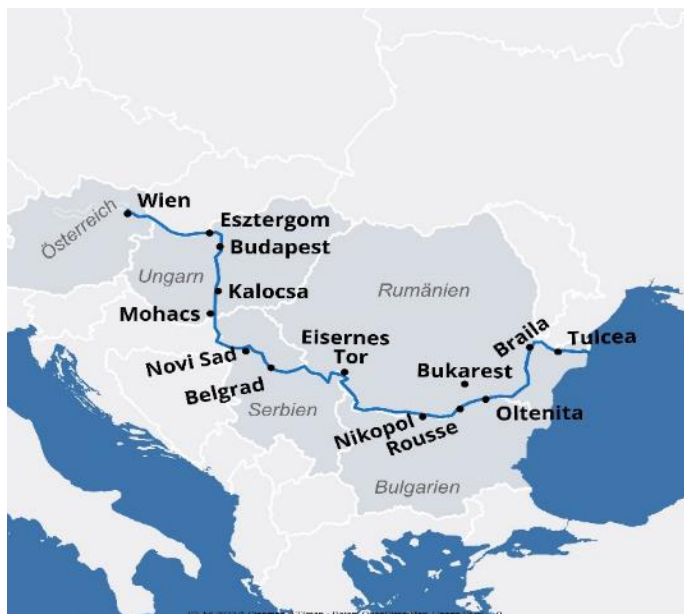 Wien
Österreich
Esztergom
Budapest
Ungarn
Kalocsa
Rumänien
Mohacs
Eisernes
Tor
Braila
Tulcea
Novi Sad
Bukarest
Belgrad
Serbien
Nikopol
Rousse
Oltenita
Bulgarien